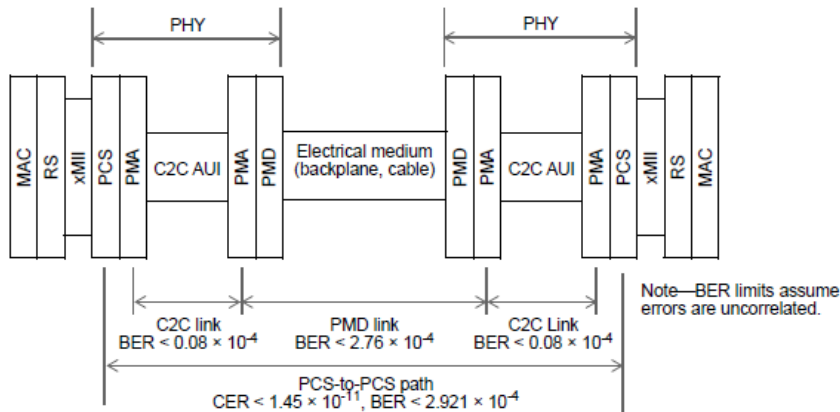 PHY
PHY
MAC
RS
xMII
PCS
PMA
C2C AUI
PMA
PMD
Electrical medium
(backplane, cable)
PMD
PMA
C2C AUI
PMA
PCS
xMII
RS
MAC
C2C link
BER < 0.08 × 10⁻⁴
PMD link
BER < 2.76 × 10⁻⁴
C2C Link
BER < 0.08 × 10⁻⁴
Note—BER limits assume
errors are uncorrelated.
PCS-to-PCS path
CER < 1.45 × 10⁻¹¹, BER < 2.921 × 10⁻⁴